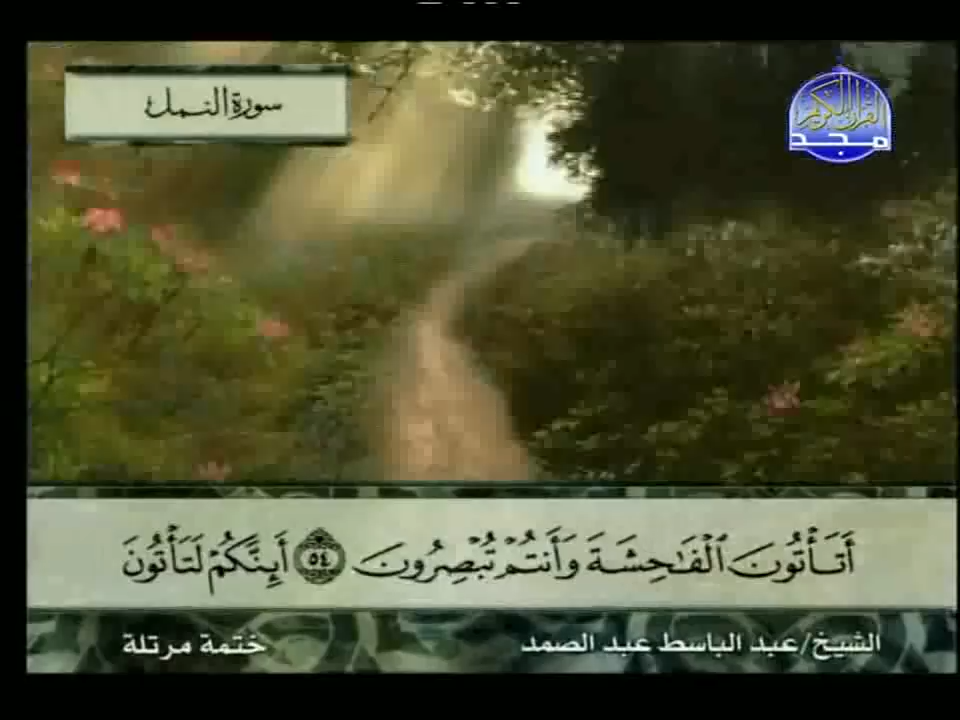 سورة النمل
القرآن الكريم
مجد
أَتَأْتُونَ ٱلْفَـٰحِشَةَ وَأَنتُمْ تُبْصِرُونَ ۝٥٤ أَئِنَّكُمْ لَتَأْتُونَ
الشيخ/عبد الباسط عبد الصمد
ختمة مرتلة